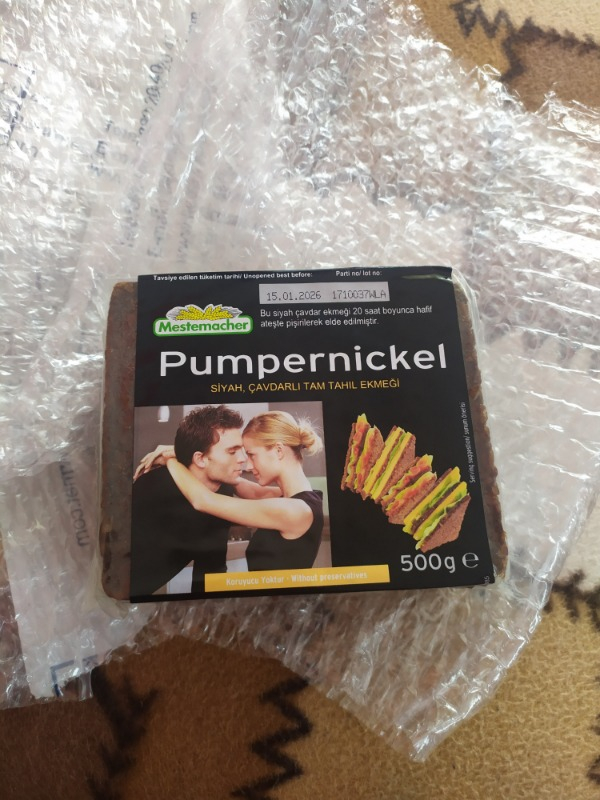 Tavsiye edilen tüketim tarihi/ Unopened best before: Parti no/ lot no:
15.01.2026 1710037WLA
Mestemacher
Bu siyah çavdar ekmeği 20 saat boyunca hafif
ateşte pişirilerek elde edilmiştir.
Pumpernickel
SİYAH, ÇAVDARLI TAM TAHIL EKMEĞİ
Serving suggestion/
500g e
Koruyucu Yoktur - Without preservatives